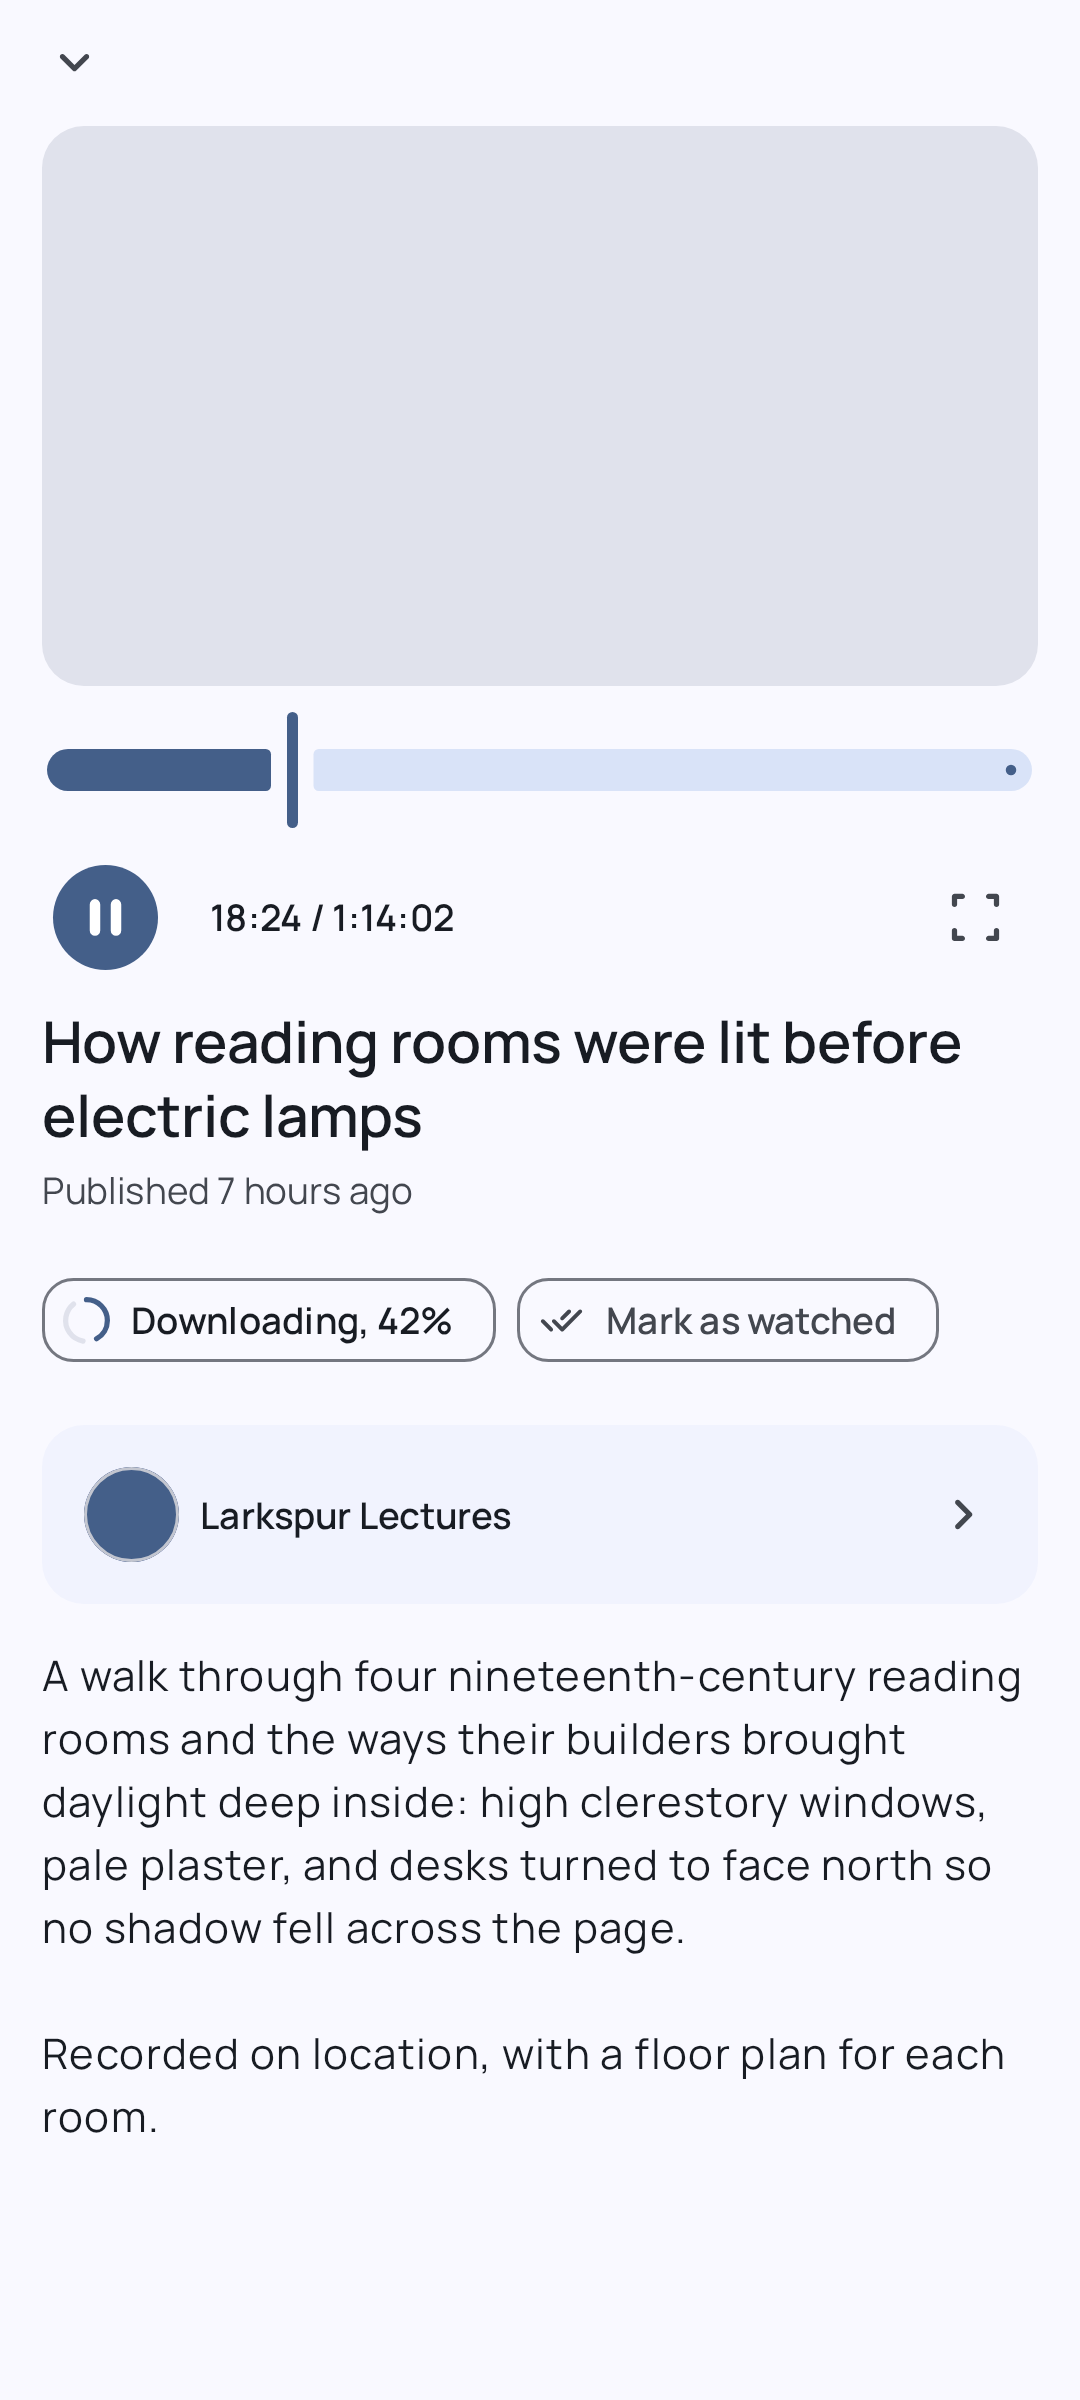 18:24 / 1:14:02
How reading rooms were lit before
electric lamps
Published 7 hours ago
Downloading, 42%
Mark as watched
Larkspur Lectures
A walk through four nineteenth-century reading
rooms and the ways their builders brought
daylight deep inside: high clerestory windows,
pale plaster, and desks turned to face north so
no shadow fell across the page.
Recorded on location, with a floor plan for each
room.